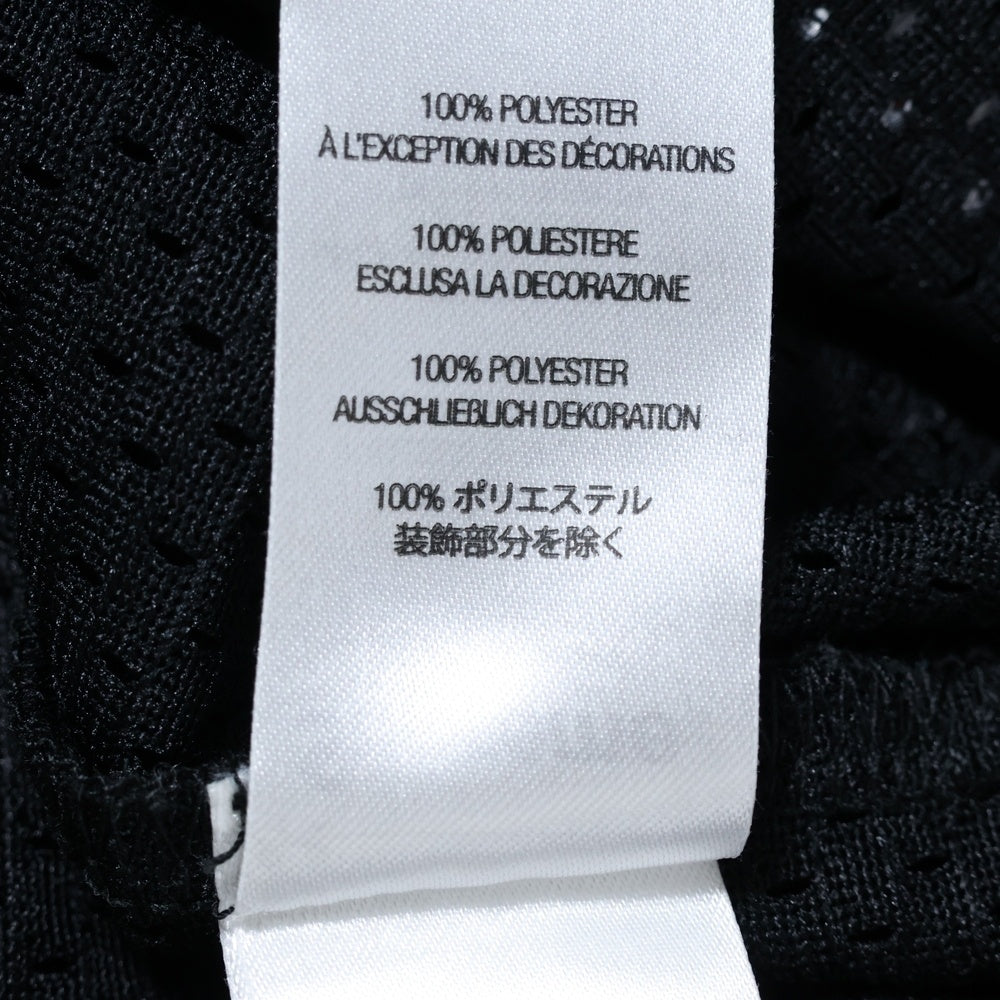 100% POLYESTER
À L'EXCEPTION DES DÉCORATIONS
100% POLIESTERE
ESCLUSA LA DECORAZIONE
100% POLYESTER
AUSSCHLIEßLICH DEKORATION
100% ポリエステル
装飾部分を除く